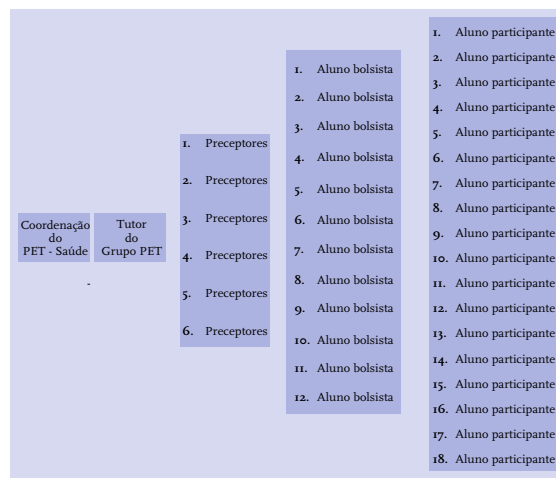 Coordenação
do
PET - Saúde
-
Tutor
do
Grupo PET
1. Preceptores
2. Preceptores
3. Preceptores
4. Preceptores
5. Preceptores
6. Preceptores
1. Aluno bolsista
2. Aluno bolsista
3. Aluno bolsista
4. Aluno bolsista
5. Aluno bolsista
6. Aluno bolsista
7. Aluno bolsista
8. Aluno bolsista
9. Aluno bolsista
10. Aluno bolsista
11. Aluno bolsista
12. Aluno bolsista
1. Aluno participante
2. Aluno participante
3. Aluno participante
4. Aluno participante
5. Aluno participante
6. Aluno participante
7. Aluno participante
8. Aluno participante
9. Aluno participante
10. Aluno participante
11. Aluno participante
12. Aluno participante
13. Aluno participante
14. Aluno participante
15. Aluno participante
16. Aluno participante
17. Aluno participante
18. Aluno participante